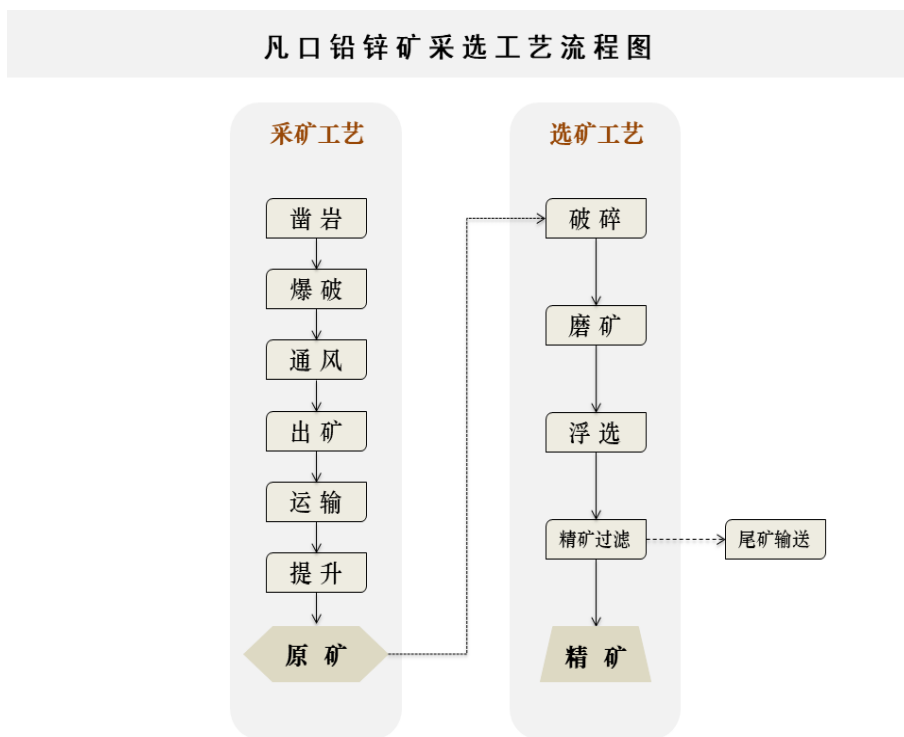 凡口铅锌矿采选工艺流程图
采矿工艺
凿岩
爆破
通风
出矿
运输
提升
原矿
选矿工艺
破碎
磨矿
浮选
精矿过滤
尾矿输送
精矿